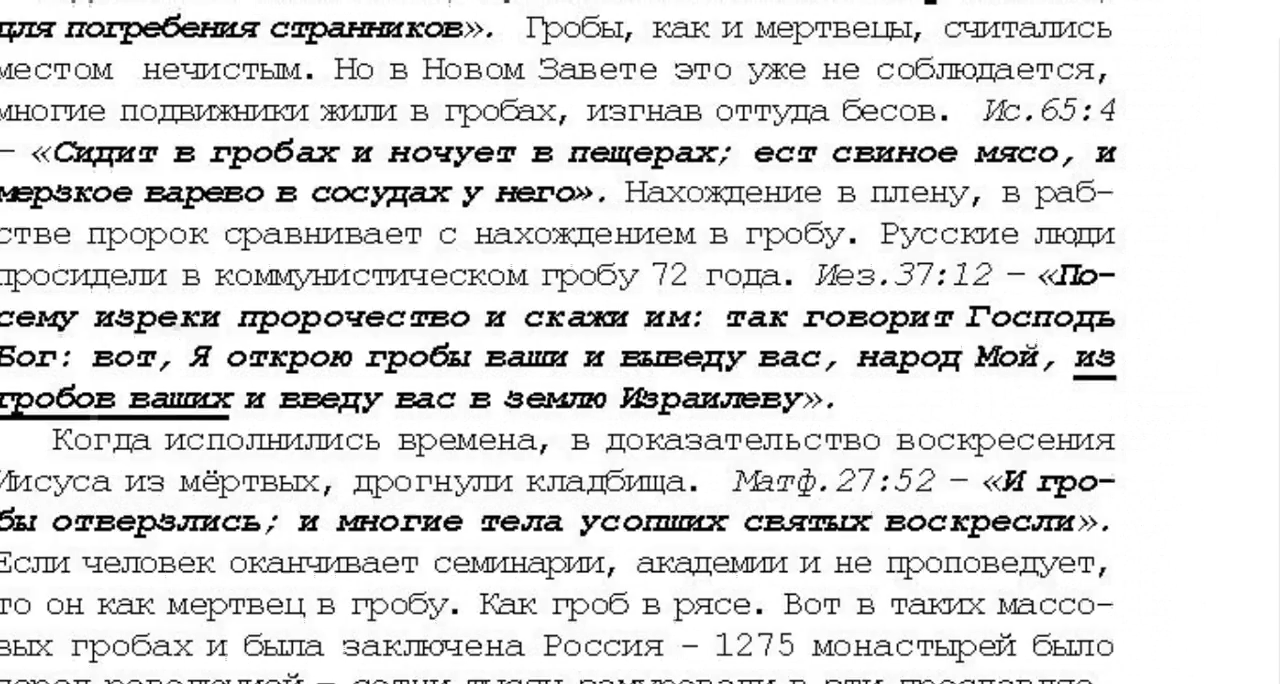 для погребения странников». Гробы, как и мертвецы, считались
местом нечистым. Но в Новом Завете это уже не соблюдается,
многие подвижники жили в гробах, изгнав оттуда бесов. Ис.65:4
– «Сидит в гробах и ночует в пещерах; ест свиное мясо, и
мерзкое варево в сосудах у него». Нахождение в плену, в раб-
стве пророк сравнивает с нахождением в гробу. Русские люди
просидели в коммунистическом гробу 72 года. Иез.37:12 – «По-
сему изреки пророчество и скажи им: так говорит Господь
Бог: вот, Я открою гробы ваши и выведу вас, народ Мой, из
гробов ваших и введу вас в землю Израилеву».
Когда исполнились времена, в доказательство воскресения
Иисуса из мёртвых, дрогнули кладбища. Матф.27:52 – «И гро-
бы отверзлись; и многие тела усопших святых воскресли».
Если человек оканчивает семинарии, академии и не проповедует,
то он как мертвец в гробу. Как гроб в рясе. Вот в таких массо-
вых гробах и была заключена Россия – 1275 монастырей было